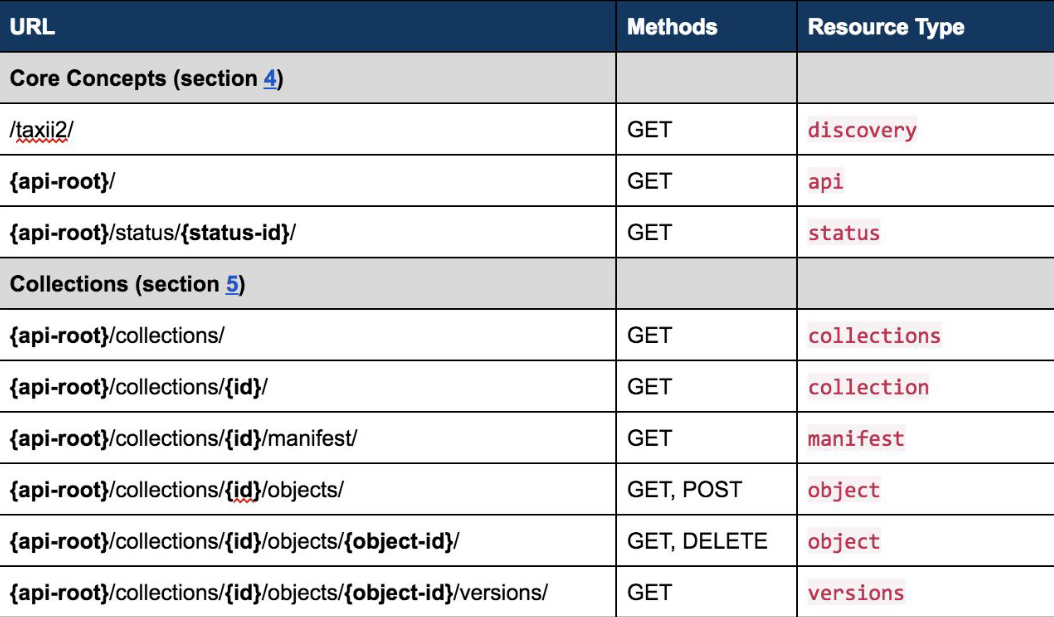 URL Methods Resource Type
Core Concepts (section 4)
/taxii2/ GET discovery
{api-root}/ GET api
{api-root}/status/{status-id}/ GET status
Collections (section 5)
{api-root}/collections/ GET collections
{api-root}/collections/{id}/ GET collection
{api-root}/collections/{id}/manifest/ GET manifest
{api-root}/collections/{id}/objects/ GET, POST object
{api-root}/collections/{id}/objects/{object-id}/ GET, DELETE object
{api-root}/collections/{id}/objects/{object-id}/versions/ GET versions